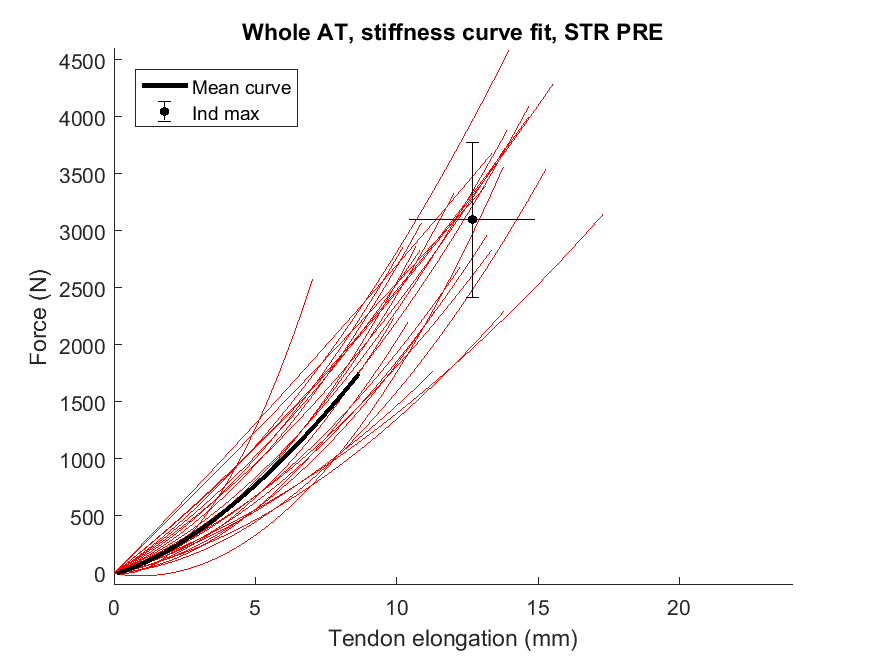 Whole AT, stiffness curve fit, STR PRE
4500
4000
3500
3000
2500
2000
1500
1000
500
0
Force (N)
Mean curve
Ind max
0 5 10 15 20
Tendon elongation (mm)